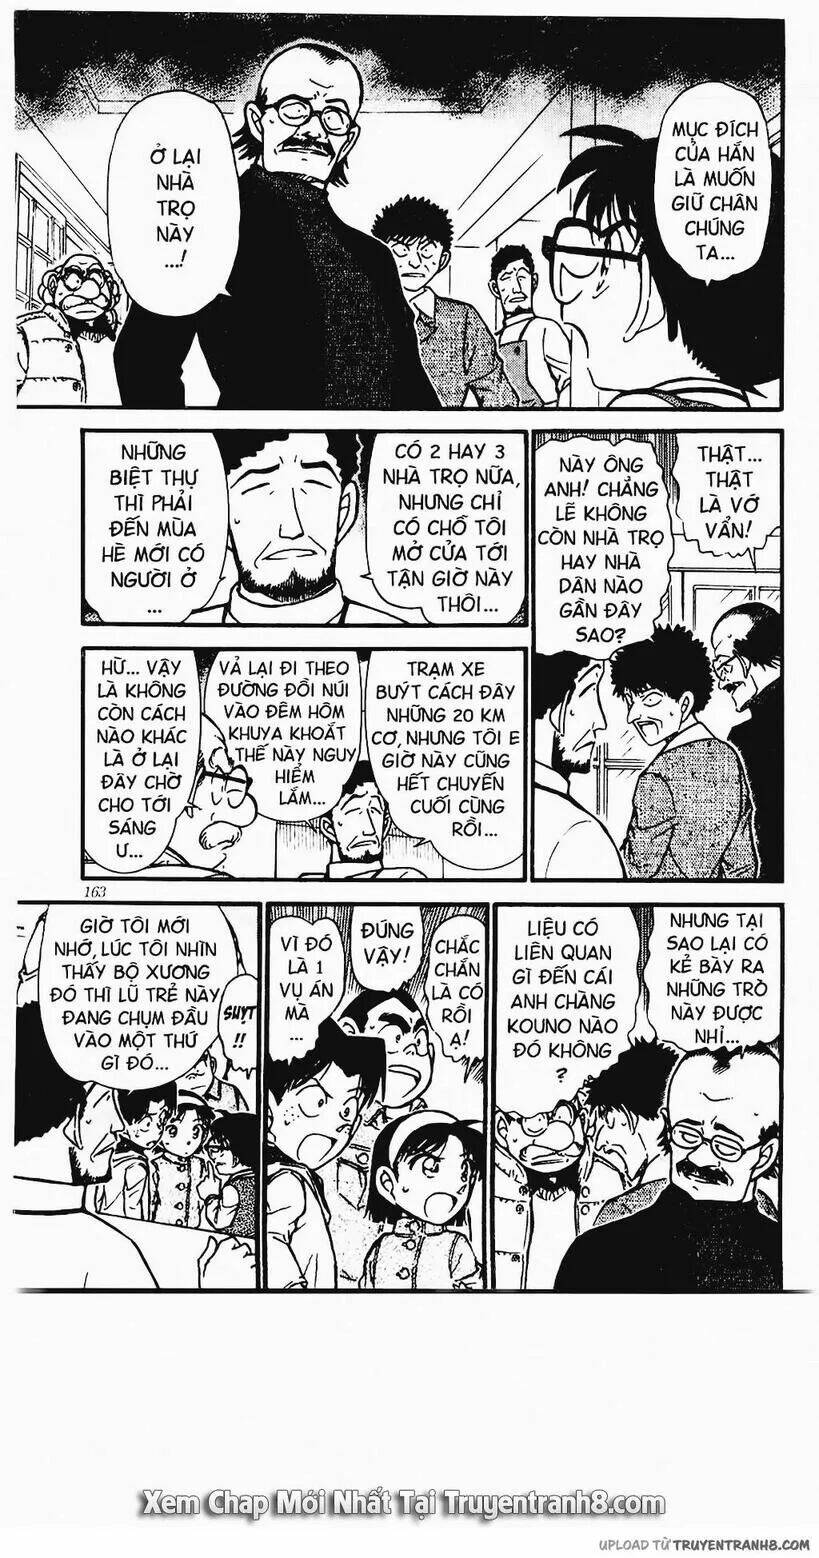 MỤC ĐÍCH
CỦA HẮN
LÀ MUỐN
GIỮ CHÂN
CHÚNG
TA...
Ở LẠI
NHÀ
TRỌ
NÀY
...!
THẬT...
THẬT
LÀ VỚ
VẨN!
NÀY ÔNG
ANH! CHẲNG
LẼ KHÔNG
CÒN NHÀ TRỌ
HAY NHÀ
DÂN NÀO
GẦN ĐÂY
SAO?
CÓ 2 HAY 3
NHÀ TRỌ NỮA,
NHƯNG CHỈ
CÓ CHỖ TÔI
MỞ CỬA TỚI
TẬN GIỜ NÀY
THÔI...
NHỮNG
BIỆT THỰ
THÌ PHẢI
ĐẾN MÙA
HÈ MỚI CÓ
NGƯỜI Ở
...
TRẠM XE
BUÝT CÁCH ĐÂY
NHỮNG 20 KM
CƠ, NHƯNG TÔI E
GIỜ NÀY CŨNG
HẾT CHUYẾN
CUỐI CÙNG
RỒI...
VẢ LẠI ĐI THEO
ĐƯỜNG ĐỒI NÚI
VÀO ĐÊM HÔM
KHUYA KHOẮT
THẾ NÀY NGUY
HIỂM
LẮM...
HỪ... VẬY
LÀ KHÔNG
CÒN CÁCH
NÀO KHÁC
LÀ Ở LẠI
ĐÂY CHỜ
CHO TỚI
SÁNG
Ư...
163
NHƯNG TẠI
SAO LẠI CÓ
KẺ BÀY RA
NHỮNG TRÒ
NÀY ĐƯỢC
NHỈ...
LIỆU CÓ
LIÊN QUAN
GÌ ĐẾN CÁI
ANH CHÀNG
KOUNO NÀO
ĐÓ KHÔNG
?
CHẮC
CHẮN
LÀ CÓ
RỒI
Ạ!
ĐÚNG
VẬY!
VÌ ĐÓ
LÀ 1
VỤ ÁN
MÀ
...
SUỴT
!!
GIỜ TÔI MỚI
NHỚ, LÚC TÔI NHÌN
THẤY BỘ XƯƠNG
ĐÓ THÌ LŨ TRẺ NÀY
ĐANG CHỤM ĐẦU
VÀO MỘT THỨ
GÌ ĐÓ...
Xem Chap Mới Nhất Tại Truyentranh8.com
UPLOAD TỪ TRUYENTRANH8.COM